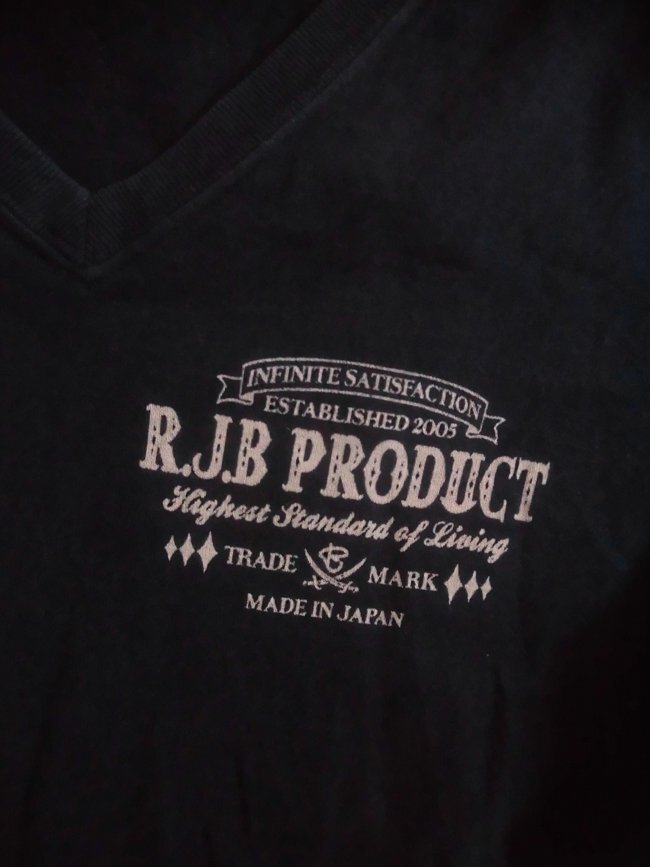 INFINITE SATISFACTION
ESTABLISHED 2005
R.J.B PRODUCT
Highest Standard of Living
TRADE B MARK
MADE IN JAPAN